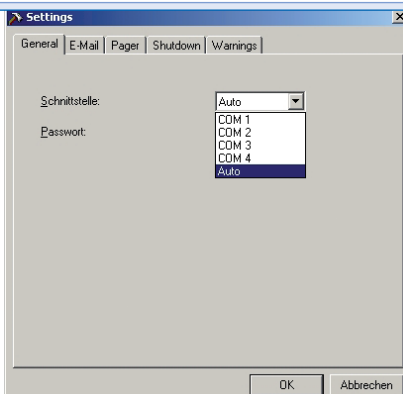 Settings
General E-Mail Pager Shutdown Warnings
Schnittstelle: Auto
COM 1
Passwort:
COM 2
COM 3
COM 4
Auto
OK Abbrechen